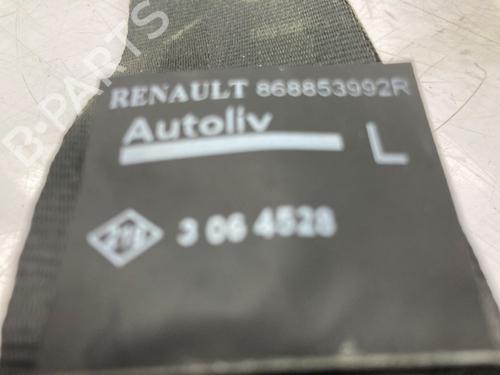 RENAULT 868853992R
Autoliv
L
3 06 4528
B-PARTS